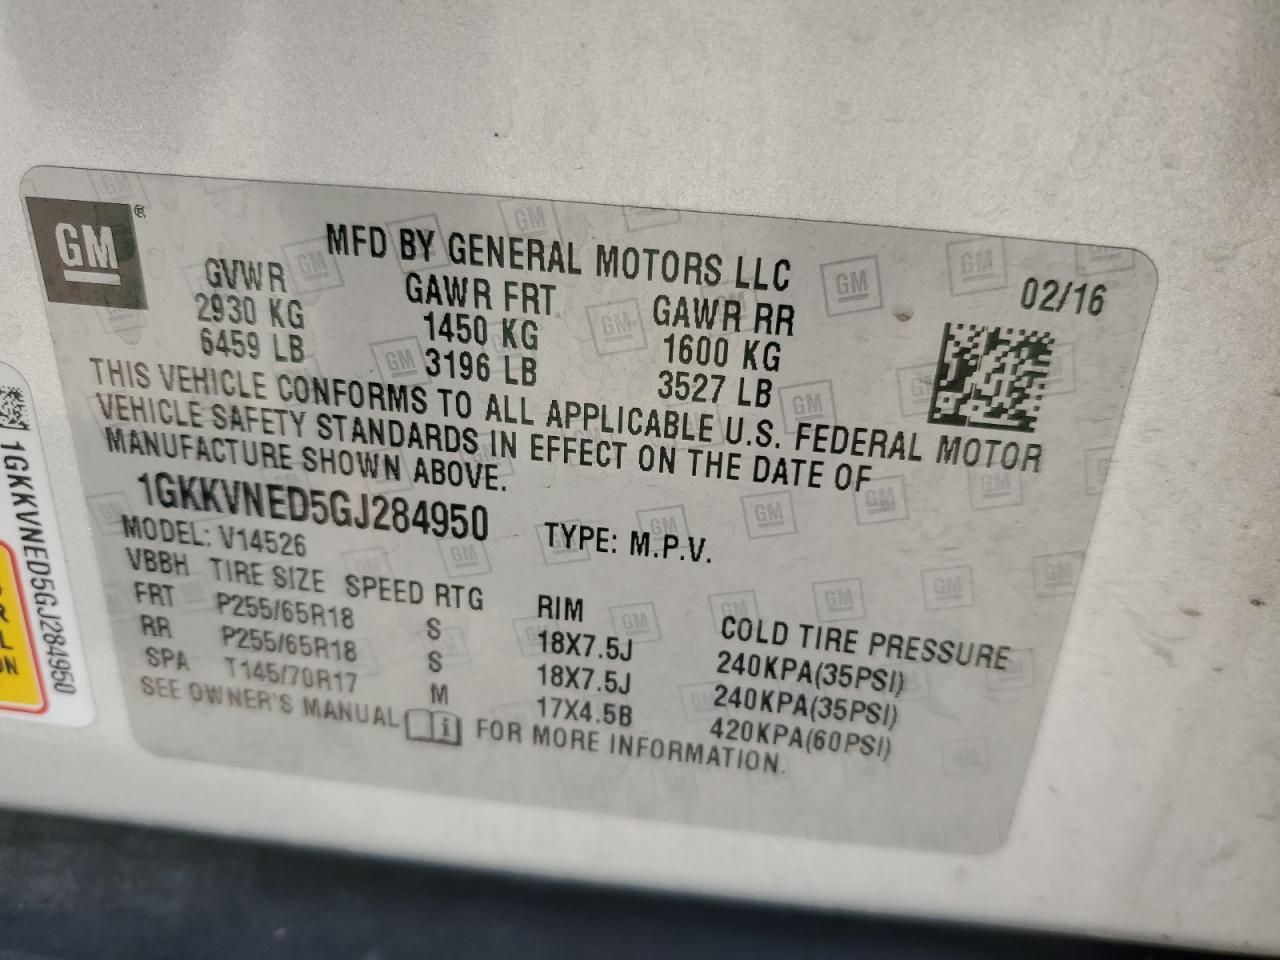 GM ®
MFD BY GENERAL MOTORS LLC
02/16
GVWR GAWR FRT GAWR RR
2930 KG 1450 KG 1600 KG
6459 LB 3196 LB 3527 LB
THIS VEHICLE CONFORMS TO ALL APPLICABLE U.S. FEDERAL MOTOR
VEHICLE SAFETY STANDARDS IN EFFECT ON THE DATE OF
MANUFACTURE SHOWN ABOVE.
1GKKVNED5GJ284950 TYPE: M.P.V.
MODEL: V14526
VBBH TIRE SIZE SPEED RTG RIM COLD TIRE PRESSURE
FRT P255/65R18 S 18X7.5J 240KPA(35PSI)
RR P255/65R18 S 18X7.5J 240KPA(35PSI)
SPA T145/70R17 M 17X4.5B 420KPA(60PSI)
SEE OWNER'S MANUAL i FOR MORE INFORMATION.
1GKKVNED5GJ284950